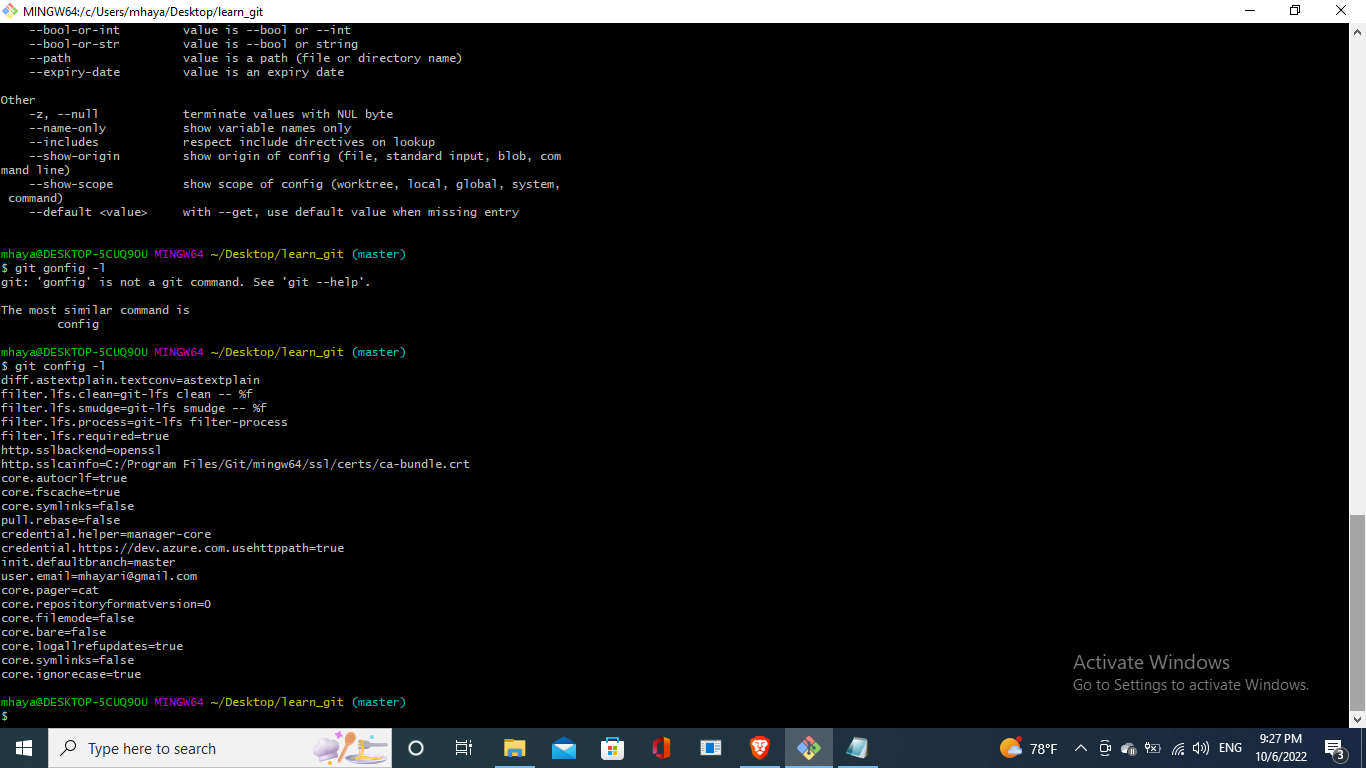 MINGW64:/c/Users/mhaya/Desktop/learn_git
--bool-or-int value is --bool or --int
--bool-or-str value is --bool or string
--path value is a path (file or directory name)
--expiry-date value is an expiry date
Other
-z, --null terminate values with NUL byte
--name-only show variable names only
--includes respect include directives on lookup
--show-origin show origin of config (file, standard input, blob, com
mand line)
--show-scope show scope of config (worktree, local, global, system,
command)
--default <value> with --get, use default value when missing entry
mhaya@DESKTOP-5CUQ9OU MINGW64 ~/Desktop/learn_git (master)
$ git gonfig -l
git: 'gonfig' is not a git command. See 'git --help'.
The most similar command is
config
mhaya@DESKTOP-5CUQ9OU MINGW64 ~/Desktop/learn_git (master)
$ git config -l
diff.astextplain.textconv=astextplain
filter.lfs.clean=git-lfs clean -- %f
filter.lfs.smudge=git-lfs smudge -- %f
filter.lfs.process=git-lfs filter-process
filter.lfs.required=true
http.sslbackend=openssl
http.sslcainfo=C:/Program Files/Git/mingw64/ssl/certs/ca-bundle.crt
core.autocrlf=true
core.fscache=true
core.symlinks=false
pull.rebase=false
credential.helper=manager-core
credential.https://dev.azure.com.usehttppath=true
init.defaultbranch=master
user.email=mhayari@gmail.com
core.pager=cat
core.repositoryformatversion=0
core.filemode=false
core.bare=false
core.logallrefupdates=true
core.symlinks=false
core.ignorecase=true
mhaya@DESKTOP-5CUQ9OU MINGW64 ~/Desktop/learn_git (master)
$
Activate Windows
Go to Settings to activate Windows.
Type here to search
78°F
ENG
9:27 PM
10/6/2022
3